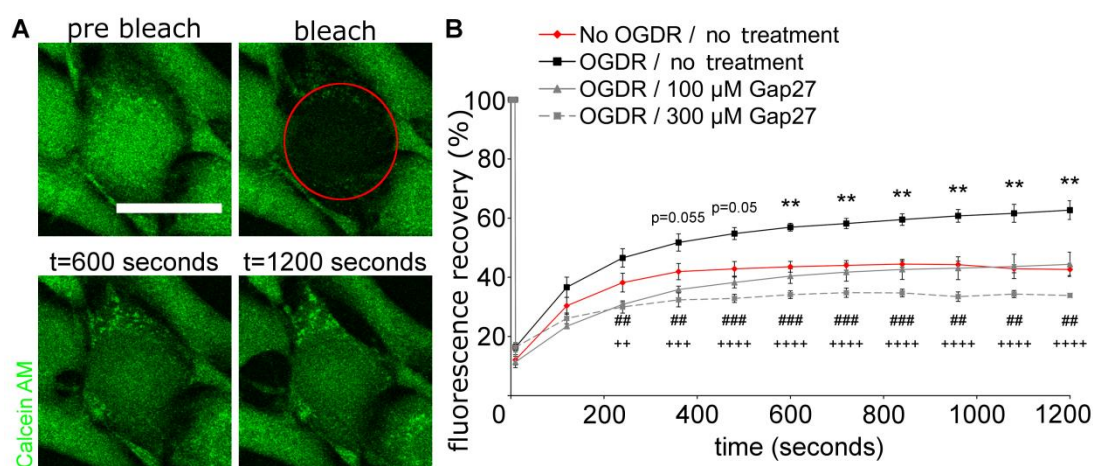 A
pre bleach
bleach
t=600 seconds
t=1200 seconds
Calcein AM
B
No OGDR / no treatment
OGDR / no treatment
OGDR / 100 µM Gap27
OGDR / 300 µM Gap27
fluorescence recovery (%)
100
80
60
40
20
p=0.055 p=0.05 ** ** ** ** ** **
## ## ### ### ### ### ## ## ##
++ +++ ++++ ++++ ++++ ++++ ++++ ++++ ++++
0 200 400 600 800 1000 1200
time (seconds)